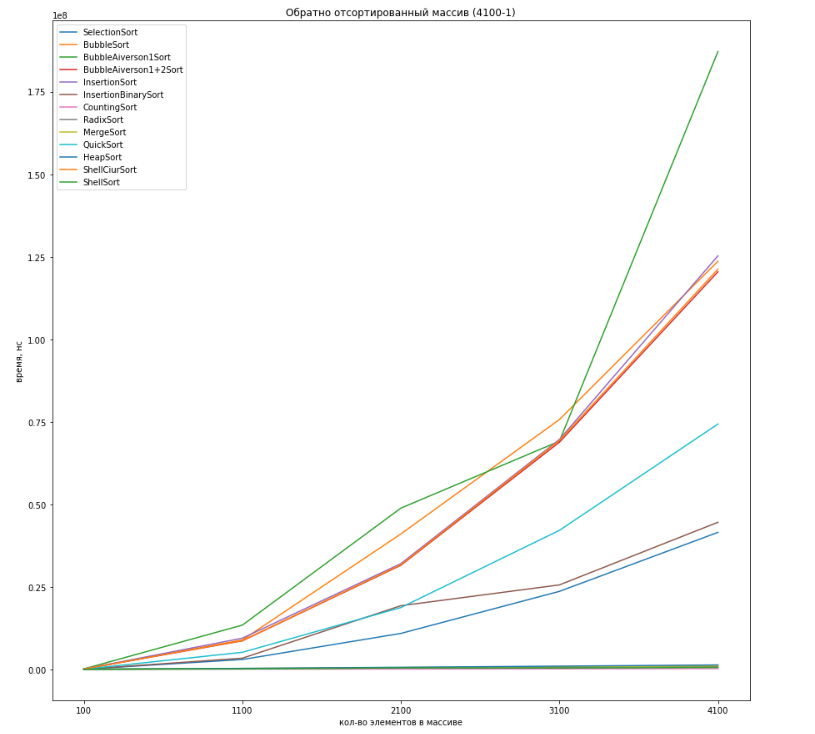 Обратно отсортированный массив (4100-1)
1e8
SelectionSort
BubbleSort
BubbleAiverson1Sort
BubbleAiverson1+2Sort
InsertionSort
InsertionBinarySort
CountingSort
RadixSort
MergeSort
QuickSort
HeapSort
ShellCiurSort
ShellSort
1.75
1.50
1.25
1.00
0.75
0.50
0.25
0.00
время, нс
100 1100 2100 3100 4100
кол-во элементов в массиве